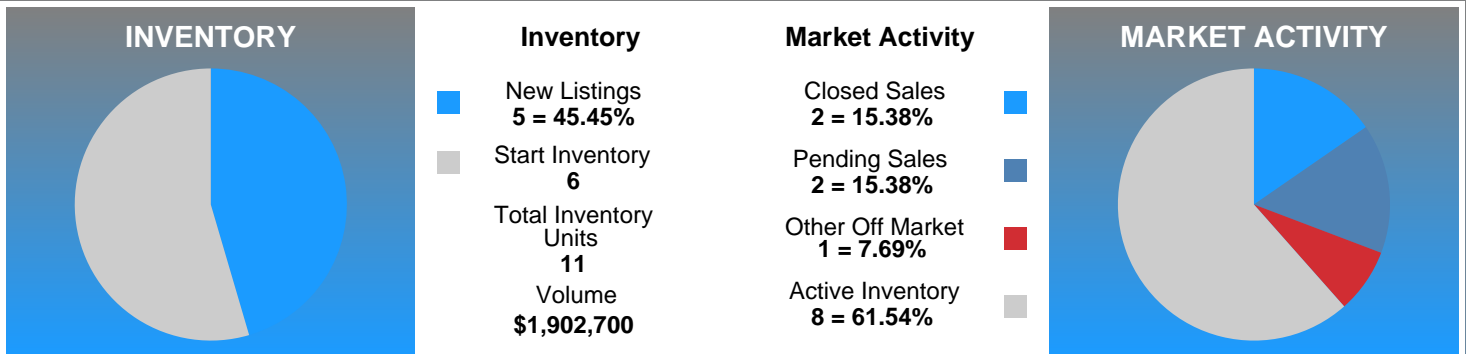 INVENTORY
Inventory
New Listings
5 = 45.45%
Start Inventory
6
Total Inventory
Units
11
Volume
$1,902,700
Market Activity
Closed Sales
2 = 15.38%
Pending Sales
2 = 15.38%
Other Off Market
1 = 7.69%
Active Inventory
8 = 61.54%
MARKET ACTIVITY